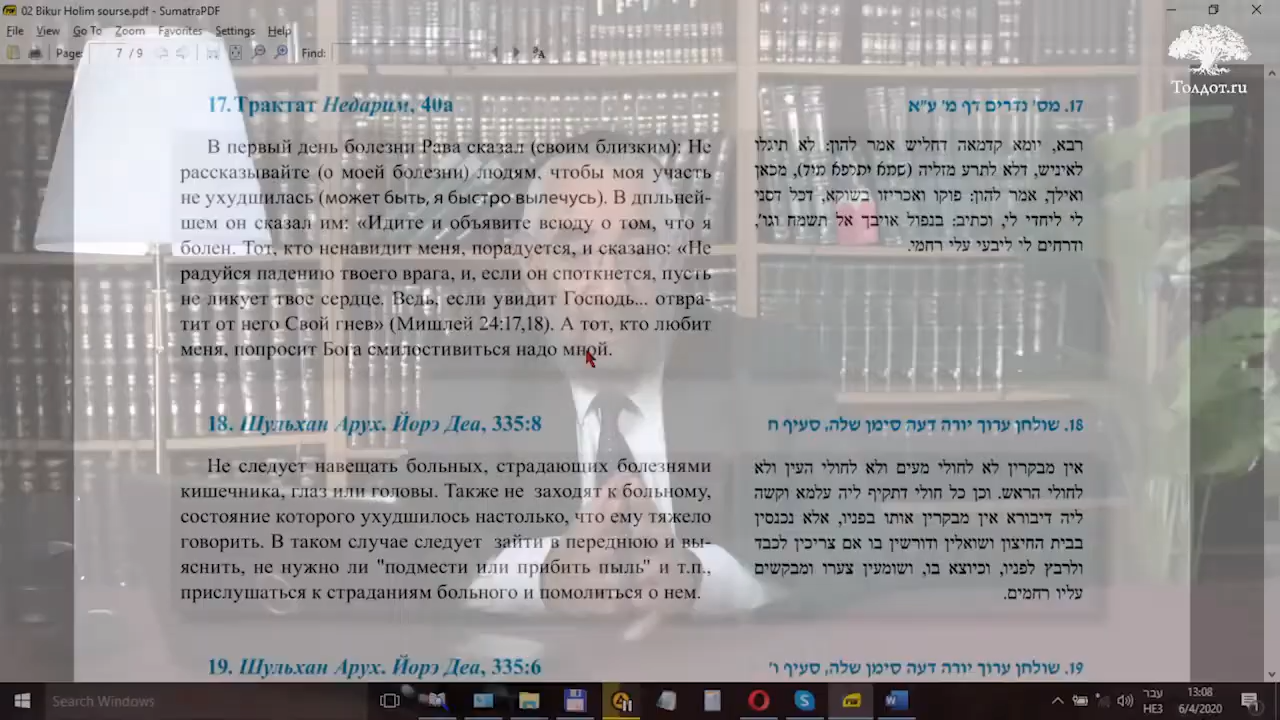 02 Bikur Holim sourse.pdf - SumatraPDF
File View Go To Zoom Favorites Settings Help
Page: 7 / 9 Find:
Толдот.ru
17. Трактат Недарим, 40а
В первый день болезни Рава сказал (своим близким): Не
рассказывайте (о моей болезни) людям, чтобы моя участь
не ухудшилась (может быть, я быстро вылечусь). В дпльней-
шем он сказал им: «Идите и объявите всюду о том, что я
болен. Тот, кто ненавидит меня, порадуется, и сказано: «Не
радуйся падению твоего врага, и, если он споткнется, пусть
не ликует твое сердце. Ведь, если увидит Господь... отвра-
тит от него Свой гнев» (Мишлей 24:17,18). А тот, кто любит
меня, попросит Бога смилостивиться надо мной.
17. מס' נדרים דף מ' ע"א
רבא, יומא קדמאה דחליש אמר להון: לא תיגלו
לאיניש, דלא לתרע מזליה (שמא יתרפא מיד), מכאן
ואילך, אמר להון: פוקו ואכריזו בשוקא, דכל דסני
לי ליחדי לי, וכתיב: בנפול אויבך אל תשמח וגו',
ודרחים לי ליבעי עלי רחמי.
18. Шульхан Арух. Йорэ Деа, 335:8
Не следует навещать больных, страдающих болезнями
кишечника, глаз или головы. Также не заходят к больному,
состояние которого ухудшилось настолько, что ему тяжело
говорить. В таком случае следует зайти в переднюю и вы-
яснить, не нужно ли "подмести или прибить пыль" и т.п.,
прислушаться к страданиям больного и помолиться о нем.
18. שולחן ערוך יורה דעה סימן שלה, סעיף ח
אין מבקרין לא לחולי מעים ולא לחולי העין ולא
לחולי הראש. וכן כל חולי דתקיף ליה עלמא וקשה
ליה דיבורא אין מבקרין אותו בפניו, אלא נכנסין
בבית החיצון ושואלין ודורשין בו אם צריכין לכבד
ולרבץ לפניו, וכיוצא בו, ושומעין צערו ומבקשים
עליו רחמים.
19. Шульхан Арух. Йорэ Деа, 335:6
19. שולחן ערוך יורה דעה סימן שלה, סעיף ו'
Search Windows
עבר
HE3
13:08
6/4/2020